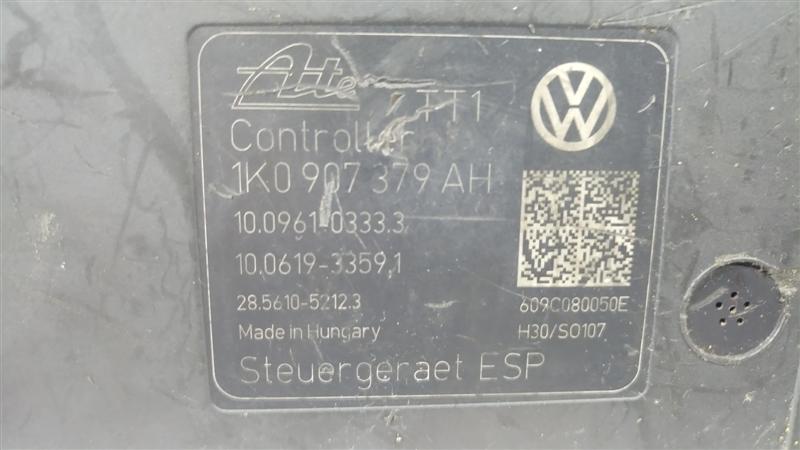 Ate TT1
Controller
1K0 907 379 AH
10.0961-0333.3
10.0619-3359.1
28.5610-5212.3
609C080050E
Made in Hungary
H30/SO107
Steuergeraet ESP